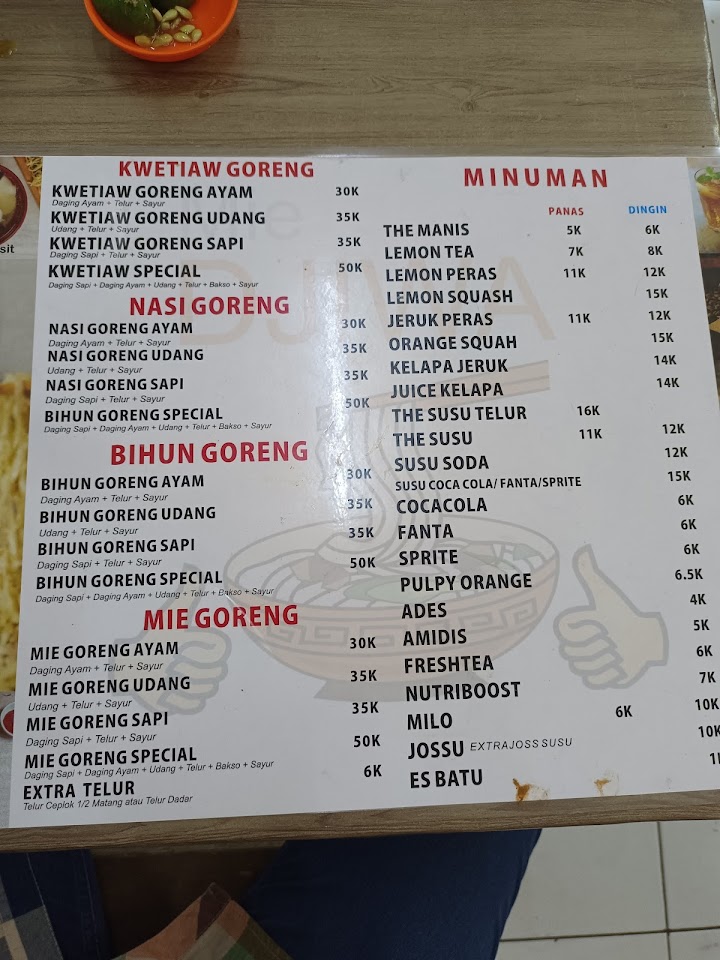 KWETIAW GORENG
KWETIAW GORENG AYAM 30K
Daging Ayam + Telur + Sayur
KWETIAW GORENG UDANG 35K
Udang + Telur + Sayur
KWETIAW GORENG SAPI 35K
Daging Sapi + Telur + Sayur
KWETIAW SPECIAL 50K
Daging Sapi + Daging Ayam + Udang + Telur + Bakso + Sayur
NASI GORENG
NASI GORENG AYAM 30K
Daging Ayam + Telur + Sayur
NASI GORENG UDANG 35K
Udang + Telur + Sayur
NASI GORENG SAPI 35K
Daging Sapi + Telur + Sayur
BIHUN GORENG SPECIAL 50K
Daging Sapi + Daging Ayam + Udang + Telur + Bakso + Sayur
BIHUN GORENG
BIHUN GORENG AYAM 30K
Daging Ayam + Telur + Sayur
BIHUN GORENG UDANG 35K
Udang + Telur + Sayur
BIHUN GORENG SAPI 35K
Daging Sapi + Telur + Sayur
BIHUN GORENG SPECIAL 50K
Daging Sapi + Daging Ayam + Udang + Telur + Bakso + Sayur
MIE GORENG
MIE GORENG AYAM 30K
Daging Ayam + Telur + Sayur
MIE GORENG UDANG 35K
Udang + Telur + Sayur
MIE GORENG SAPI 35K
Daging Sapi + Telur + Sayur
MIE GORENG SPECIAL 50K
Daging Sapi + Daging Ayam + Udang + Telur + Bakso + Sayur
EXTRA TELUR 6K
Telur Ceplok 1/2 Matang atau Telur Dadar
MINUMAN
PANAS DINGIN
THE MANIS 5K 6K
LEMON TEA 7K 8K
LEMON PERAS 11K 12K
LEMON SQUASH 15K
JERUK PERAS 11K 12K
ORANGE SQUAH 15K
KELAPA JERUK 14K
JUICE KELAPA 14K
THE SUSU TELUR 16K
THE SUSU 11K 12K
SUSU SODA 12K
SUSU COCA COLA/ FANTA/SPRITE 15K
COCACOLA 6K
FANTA 6K
SPRITE 6K
PULPY ORANGE 6.5K
ADES 4K
AMIDIS 5K
FRESHTEA 6K
NUTRIBOOST 7K
MILO 6K 10K
JOSSU EXTRAJOSS SUSU 10K
ES BATU
sit